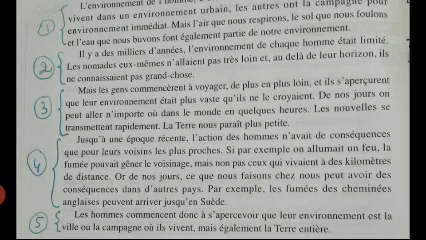 L'environnement de l'homme,
① vivent dans un environnement urbain, les autres ont la campagne pour
environnement immédiat. Mais l'air que nous respirons, le sol que nous foulons
et l'eau que nous buvons font également partie de notre environnement.
② Il y a des milliers d'années, l'environnement de chaque homme était limité.
Les nomades eux-mêmes n'allaient pas très loin et, au delà de leur horizon, ils
ne connaissaient pas grand-chose.
③ Mais les gens commencèrent à voyager, de plus en plus loin, et ils s'aperçurent
que leur environnement était plus vaste qu'ils ne le croyaient. De nos jours on
peut aller n'importe où dans le monde en quelques heures. Les nouvelles se
transmettent rapidement. La Terre nous paraît plus petite.
Jusqu'à une époque récente, l'action des hommes n'avait de conséquences
④ que pour leurs voisins les plus proches. Si par exemple on allumait un feu, la
fumée pouvait gêner le voisinage, mais non pas ceux qui vivaient à des kilomètres
de distance. Or de nos jours, ce que nous faisons chez nous peut avoir des
conséquences dans d'autres pays. Par exemple, les fumées des cheminées
anglaises peuvent arriver jusqu'en Suède.
⑤ Les hommes commencent donc à s'apercevoir que leur environnement est la
ville ou la campagne où ils vivent, mais également la Terre entière.